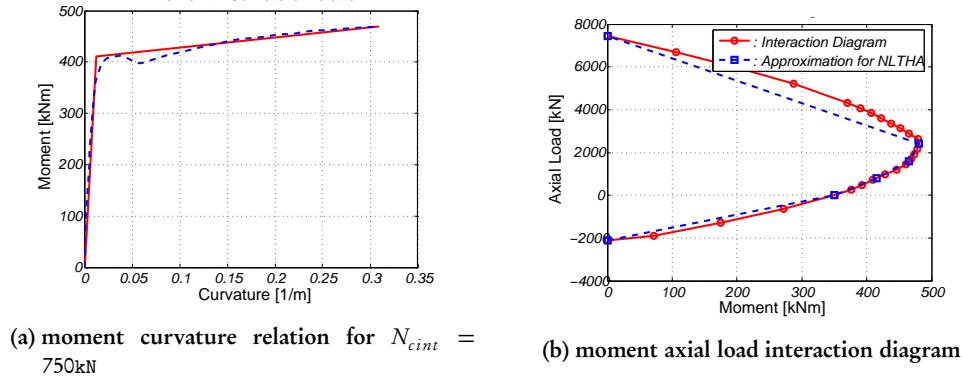 500
400
300
200
100
0
Moment [kNm]
0 0.05 0.1 0.15 0.2 0.25 0.3 0.35
Curvature [1/m]
(a) moment curvature relation for N_{cint} =
750kN
8000
6000
4000
2000
0
−2000
−4000
Axial Load [kN]
: Interaction Diagram
: Approximation for NLTHA
0 100 200 300 400 500
Moment [kNm]
(b) moment axial load interaction diagram